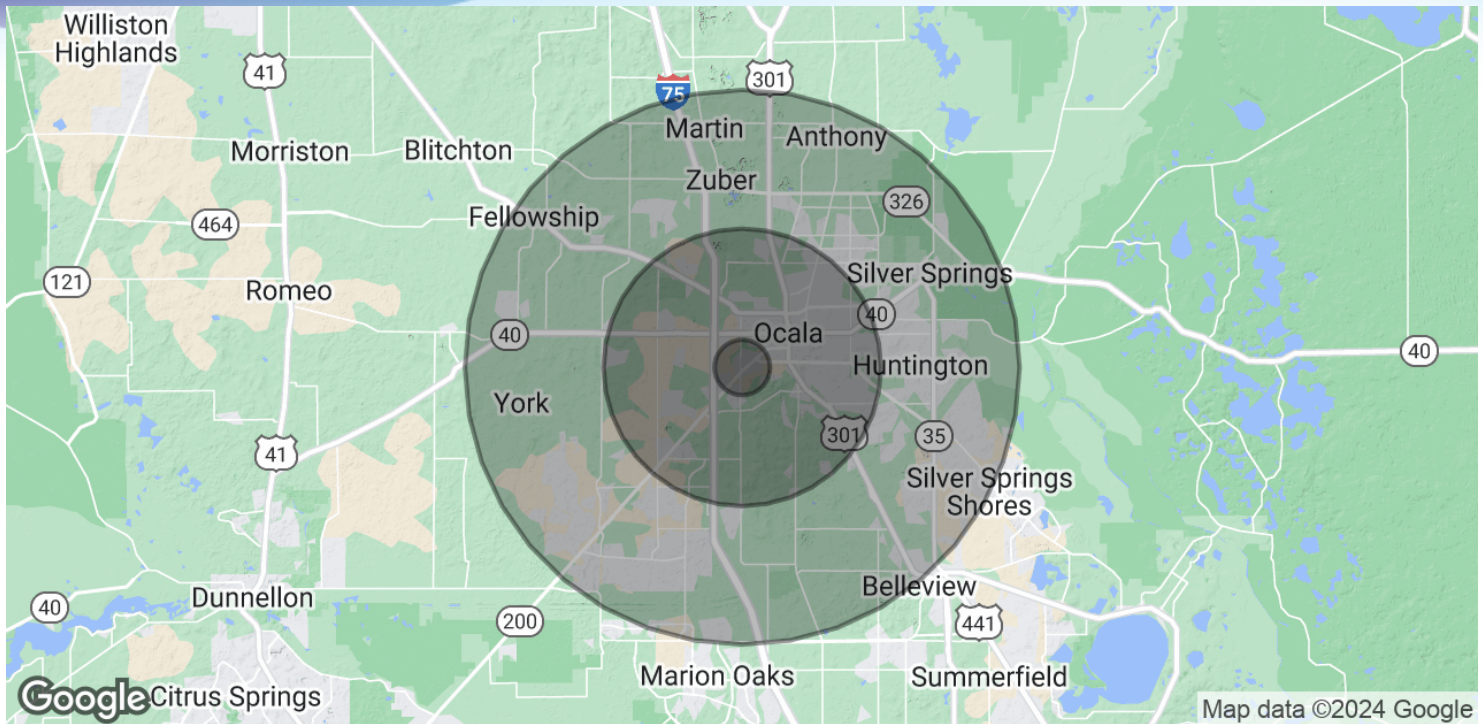 Williston
Highlands
41
301
75
Martin
Anthony
Morriston
Blitchton
Zuber
326
Fellowship
464
Silver Springs
121
Romeo
40
40
Ocala
40
Huntington
York
301
35
41
Silver Springs
Shores
Belleview
Dunnellon
40
200
441
Marion Oaks
Summerfield
Google
Citrus Springs
Map data ©2024 Google